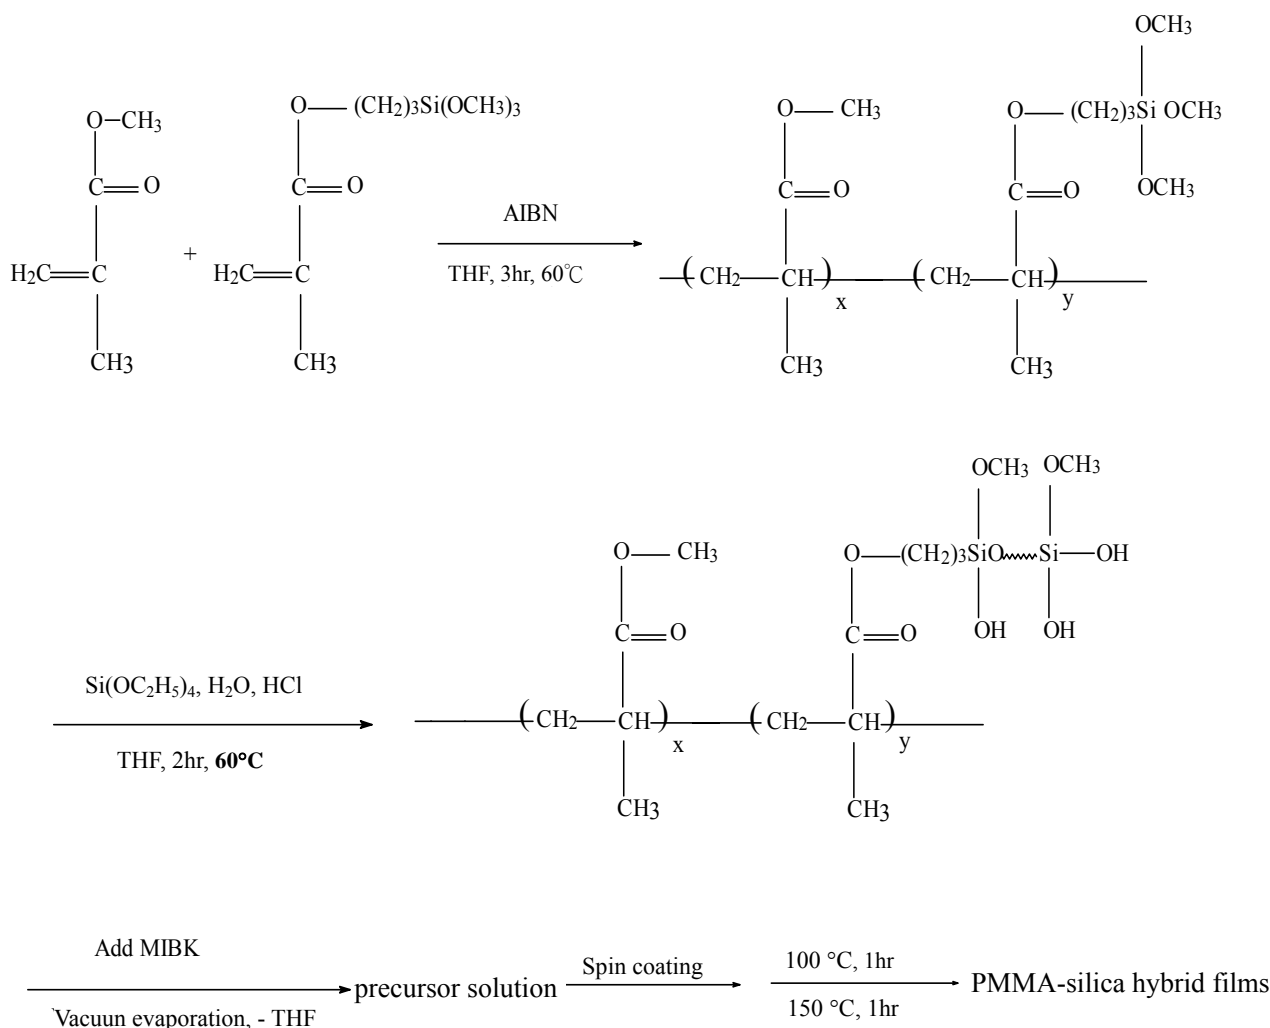 OCH3
O CH3
O (CH2)3Si(OCH3)3
C O
C O
H2C C
+
H2C C
CH3
CH3
AIBN
THF, 3hr, 60℃
O CH3
O (CH2)3Si OCH3
OCH3
C O
C O
( CH2 CH ) x
( CH2 CH ) y
CH3
CH3
Si(OC2H5)4, H2O, HCl
THF, 2hr, 60°C
OCH3 OCH3
O CH3
O (CH2)3SiO Si OH
OH OH
C O
C O
( CH2 CH ) x
( CH2 CH ) y
CH3
CH3
Add MIBK
Vacuun evaporation, - THF
precursor solution
Spin coating
100 °C, 1hr
150 °C, 1hr
PMMA-silica hybrid films